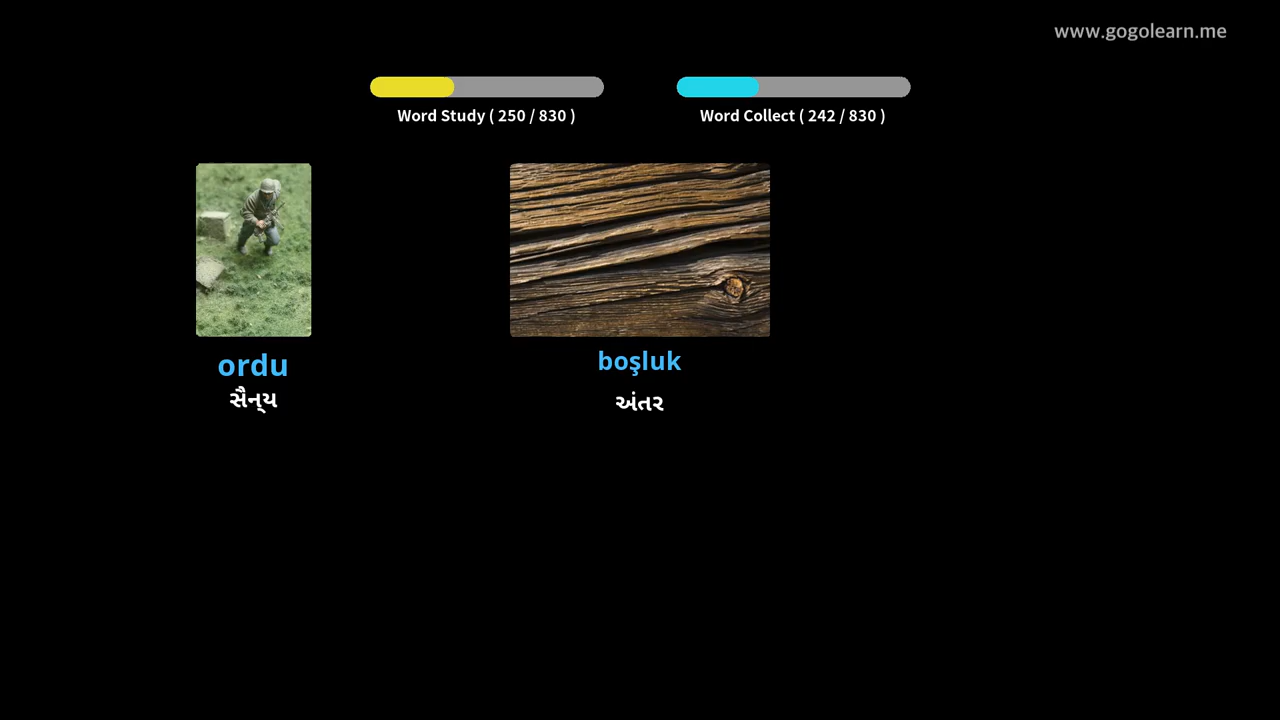 www.gogolearn.me
Word Study ( 250 / 830 )
Word Collect ( 242 / 830 )
ordu
સૈન્ય
boşluk
અંતર